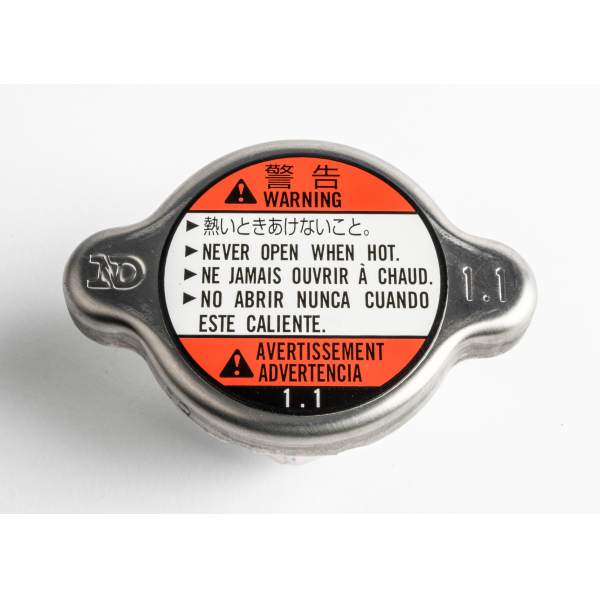 警告
WARNING
▶熱いときあけないこと。
▶NEVER OPEN WHEN HOT.
▶NE JAMAIS OUVRIR À CHAUD.
▶NO ABRIR NUNCA CUANDO
ESTE CALIENTE.
AVERTISSEMENT
ADVERTENCIA
1.1
ND
1.1